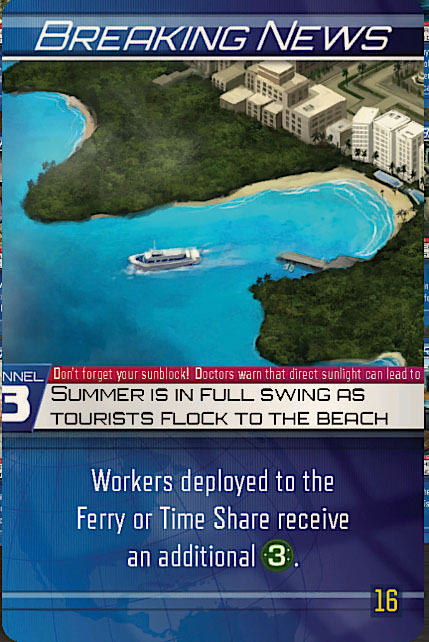 Breaking News
Don't forget your sunblock! Doctors warn that direct sunlight can lead to
NNEL
3
Summer is in full swing as
tourists flock to the beach
Workers deployed to the
Ferry or Time Share receive
an additional 3.
16